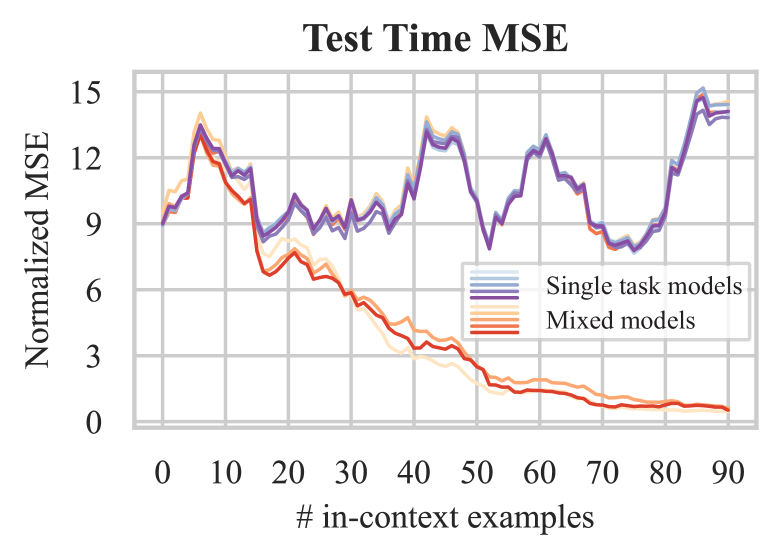 Test Time MSE
Normalized MSE
15
12
9
6
3
0
Single task models
Mixed models
0 10 20 30 40 50 60 70 80 90
# in-context examples